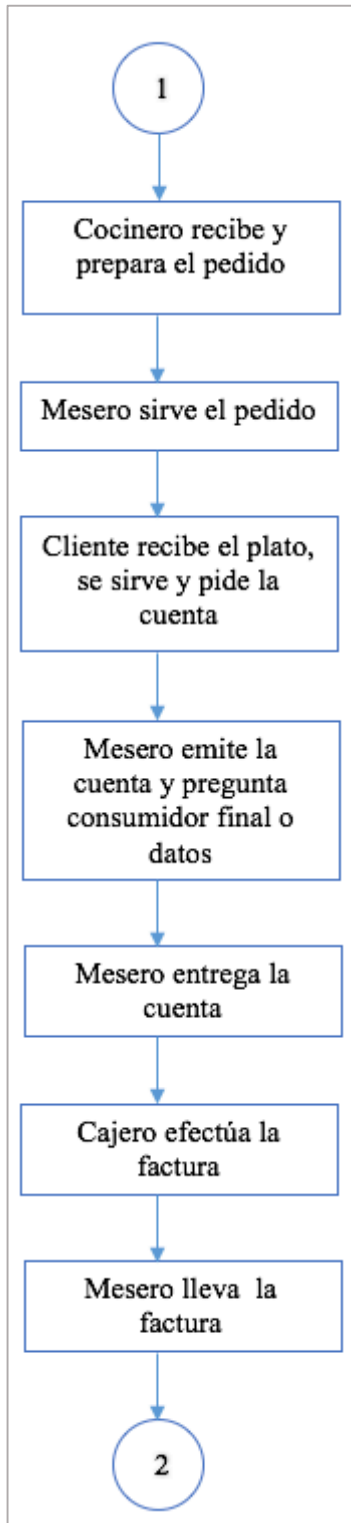 1
Cocinero recibe y
prepara el pedido
Mesero sirve el pedido
Cliente recibe el plato,
se sirve y pide la
cuenta
Mesero emite la
cuenta y pregunta
consumidor final o
datos
Mesero entrega la
cuenta
Cajero efectúa la
factura
Mesero lleva la
factura
2